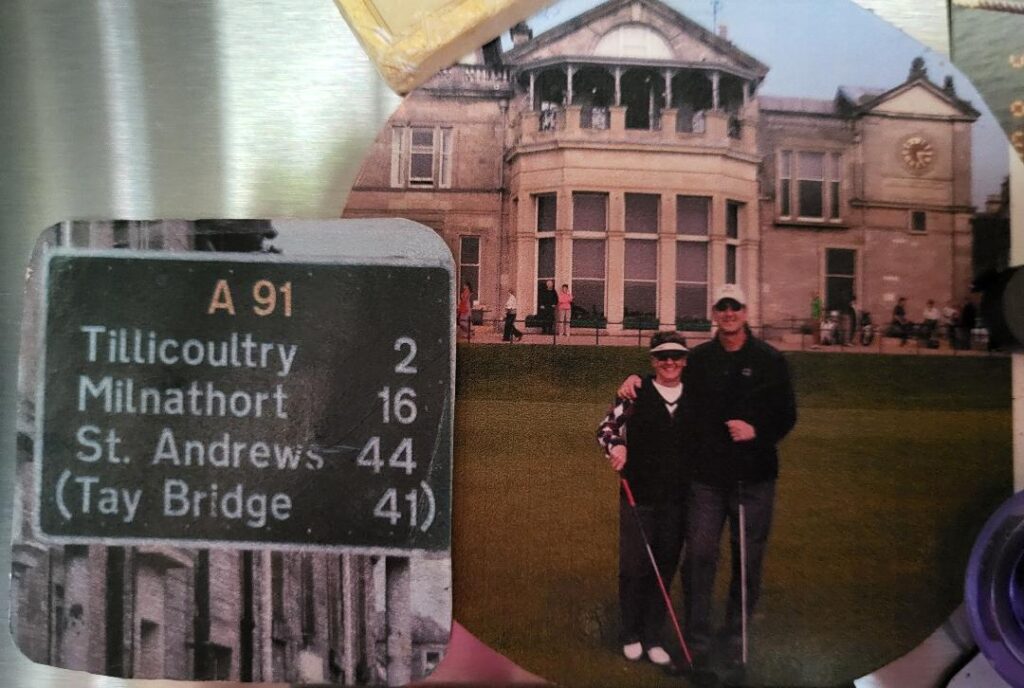 A 91
Tillicoultry 2
Milnathort 16
St. Andrews 44
(Tay Bridge 41)